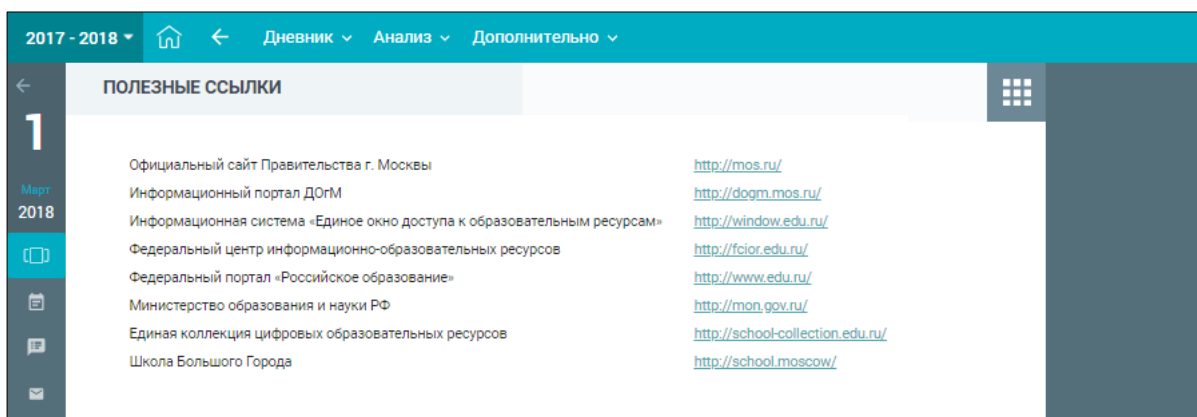 2017 - 2018 Дневник Анализ Дополнительно
ПОЛЕЗНЫЕ ССЫЛКИ
1
Март
2018
Официальный сайт Правительства г. Москвы http://mos.ru/
Информационный портал ДОгМ http://dogm.mos.ru/
Информационная система «Единое окно доступа к образовательным ресурсам» http://window.edu.ru/
Федеральный центр информационно-образовательных ресурсов http://fcior.edu.ru/
Федеральный портал «Российское образование» http://www.edu.ru/
Министерство образования и науки РФ http://mon.gov.ru/
Единая коллекция цифровых образовательных ресурсов http://school-collection.edu.ru/
Школа Большого Города http://school.moscow/